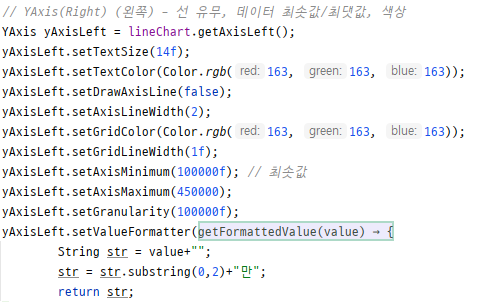 // YAxis(Right) (왼쪽) – 선 유무, 데이터 최솟값/최댓값, 색상
YAxis yAxisLeft = lineChart.getAxisLeft();
yAxisLeft.setTextSize(14f);
yAxisLeft.setTextColor(Color.rgb( red: 163, green: 163, blue: 163));
yAxisLeft.setDrawAxisLine(false);
yAxisLeft.setAxisLineWidth(2);
yAxisLeft.setGridColor(Color.rgb( red: 163, green: 163, blue: 163));
yAxisLeft.setGridLineWidth(1f);
yAxisLeft.setAxisMinimum(100000f); // 최솟값
yAxisLeft.setAxisMaximum(450000);
yAxisLeft.setGranularity(100000f);
yAxisLeft.setValueFormatter(getFormattedValue(value) → {
String str = value+"";
str = str.substring(0,2)+"만";
return str;